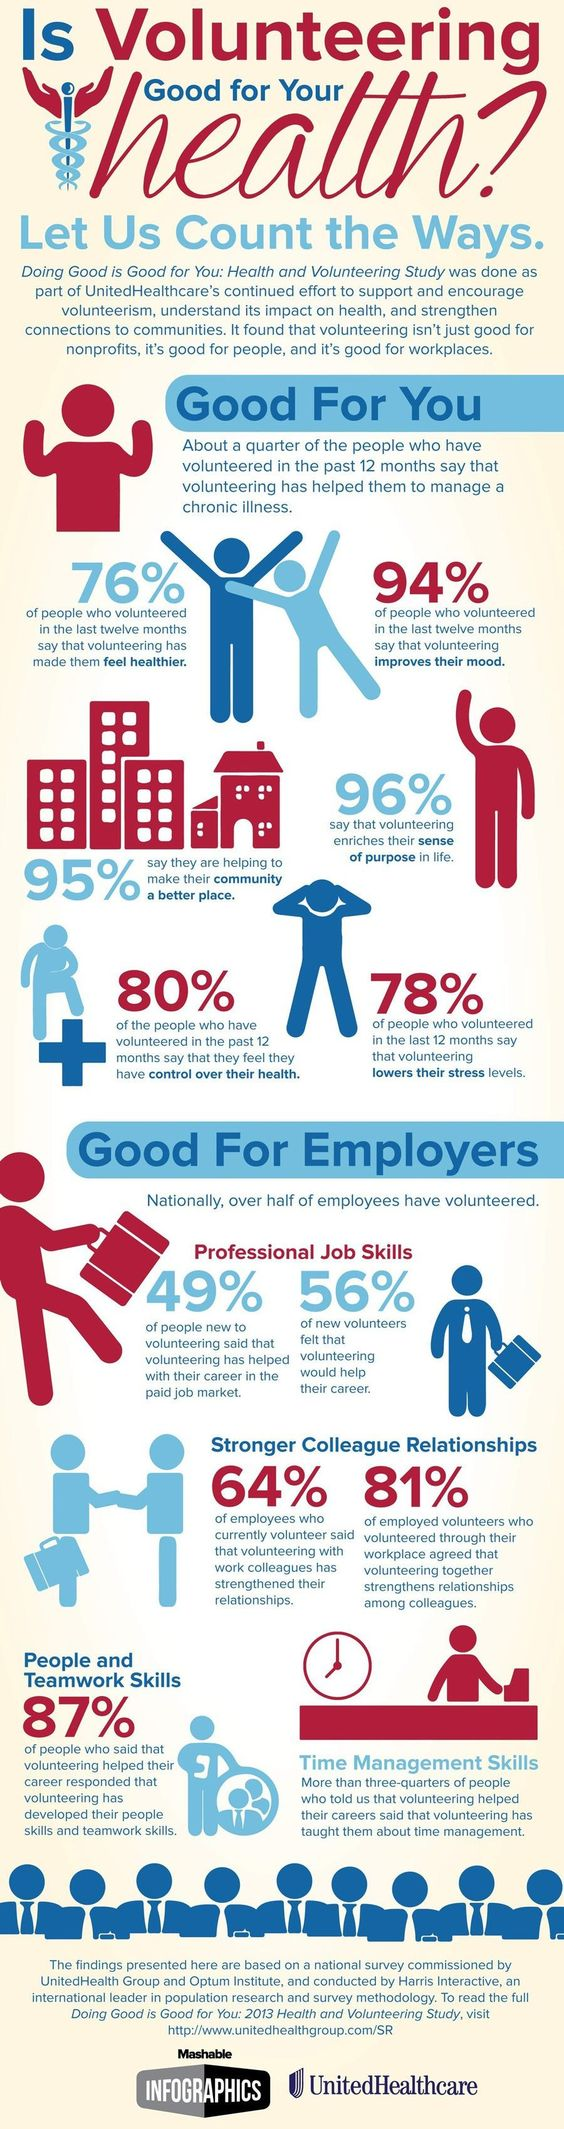 Is Volunteering
Good for Your
health?
Let Us Count the Ways.
Doing Good is Good for You: Health and Volunteering Study was done as
part of UnitedHealthcare's continued effort to support and encourage
volunteerism, understand its impact on health, and strengthen
connections to communities. It found that volunteering isn't just good for
nonprofits, it's good for people, and it's good for workplaces.
Good For You
About a quarter of the people who have
volunteered in the past 12 months say that
volunteering has helped them to manage a
chronic illness.
76%
of people who volunteered
in the last twelve months
say that volunteering has
made them feel healthier.
94%
of people who volunteered
in the last twelve months
say that volunteering
improves their mood.
96%
say that volunteering
enriches their sense
of purpose in life.
95%
say they are helping to
make their community
a better place.
80%
of the people who have
volunteered in the past 12
months say that they feel they
have control over their health.
78%
of people who volunteered
in the last 12 months say
that volunteering
lowers their stress levels.
Good For Employers
Nationally, over half of employees have volunteered.
Professional Job Skills
49%
of people new to
volunteering said that
volunteering has helped
with their career in the
paid job market.
56%
of new volunteers
felt that
volunteering
would help
their career.
Stronger Colleague Relationships
64%
of employees who
currently volunteer said
that volunteering with
work colleagues has
strengthened their
relationships.
81%
of employed volunteers who
volunteered through their
workplace agreed that
volunteering together
strengthens relationships
among colleagues.
People and
Teamwork Skills
87%
of people who said that
volunteering helped their
career responded that
volunteering has
developed their people
skills and teamwork skills.
Time Management Skills
More than three-quarters of people
who told us that volunteering helped
their careers said that volunteering has
taught them about time management.
The findings presented here are based on a national survey commissioned by
UnitedHealth Group and Optum Institute, and conducted by Harris Interactive, an
international leader in population research and survey methodology. To read the full
Doing Good is Good for You: 2013 Health and Volunteering Study, visit
http://www.unitedhealthgroup.com/SR
Mashable
INFOGRAPHICS
UnitedHealthcare